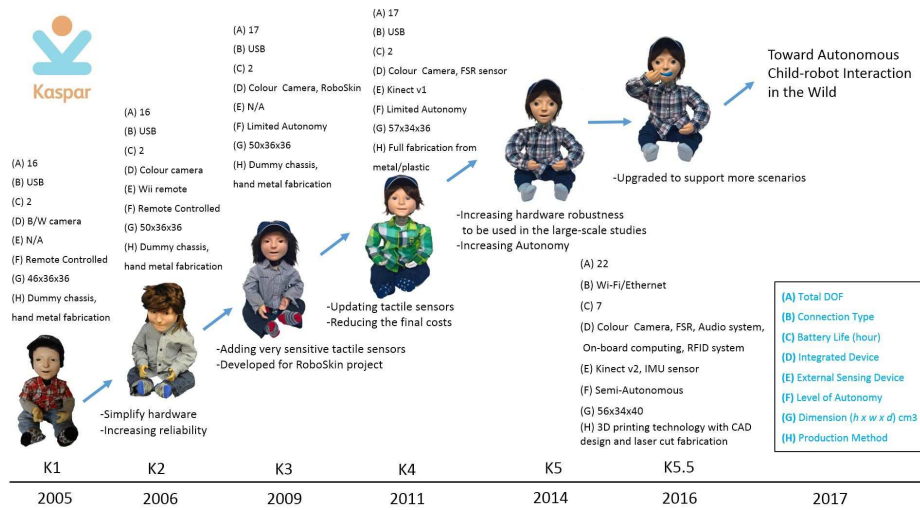 Kaspar
(A) 16
(B) USB
(C) 2
(D) B/W camera
(E) N/A
(F) Remote Controlled
(G) 46x36x36
(H) Dummy chassis,
hand metal fabrication
(A) 16
(B) USB
(C) 2
(D) Colour camera
(E) Wii remote
(F) Remote Controlled
(G) 50x36x36
(H) Dummy chassis,
hand metal fabrication
-Simplify hardware
-Increasing reliability
(A) 17
(B) USB
(C) 2
(D) Colour Camera, RoboSkin
(E) N/A
(F) Limited Autonomy
(G) 50x36x36
(H) Dummy chassis,
hand metal fabrication
-Adding very sensitive tactile sensors
-Developed for RoboSkin project
(A) 17
(B) USB
(C) 2
(D) Colour Camera, FSR sensor
(E) Kinect v1
(F) Limited Autonomy
(G) 57x34x36
(H) Full fabrication from
metal/plastic
-Updating tactile sensors
-Reducing the final costs
-Increasing hardware robustness
to be used in the large-scale studies
-Increasing Autonomy
-Upgraded to support more scenarios
(A) 22
(B) Wi-Fi/Ethernet
(C) 7
(D) Colour Camera, FSR, Audio system,
On-board computing, RFID system
(E) Kinect v2, IMU sensor
(F) Semi-Autonomous
(G) 56x34x40
(H) 3D printing technology with CAD
design and laser cut fabrication
Toward Autonomous
Child-robot Interaction
in the Wild
(A) Total DOF
(B) Connection Type
(C) Battery Life (hour)
(D) Integrated Device
(E) External Sensing Device
(F) Level of Autonomy
(G) Dimension (h x w x d) cm3
(H) Production Method
K1 K2 K3 K4 K5 K5.5
2005 2006 2009 2011 2014 2016 2017